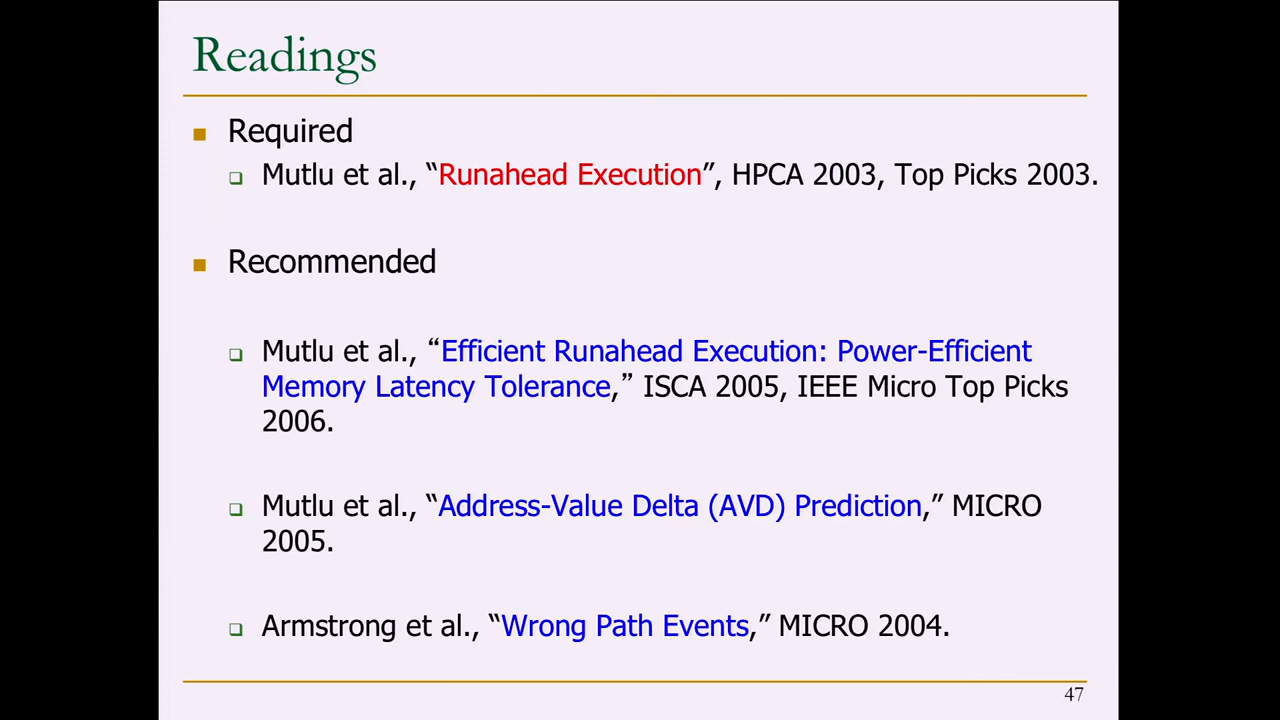 Readings
Required
Mutlu et al., “Runahead Execution”, HPCA 2003, Top Picks 2003.
Recommended
Mutlu et al., “Efficient Runahead Execution: Power-Efficient
Memory Latency Tolerance,” ISCA 2005, IEEE Micro Top Picks
2006.
Mutlu et al., “Address-Value Delta (AVD) Prediction,” MICRO
2005.
Armstrong et al., “Wrong Path Events,” MICRO 2004.
47